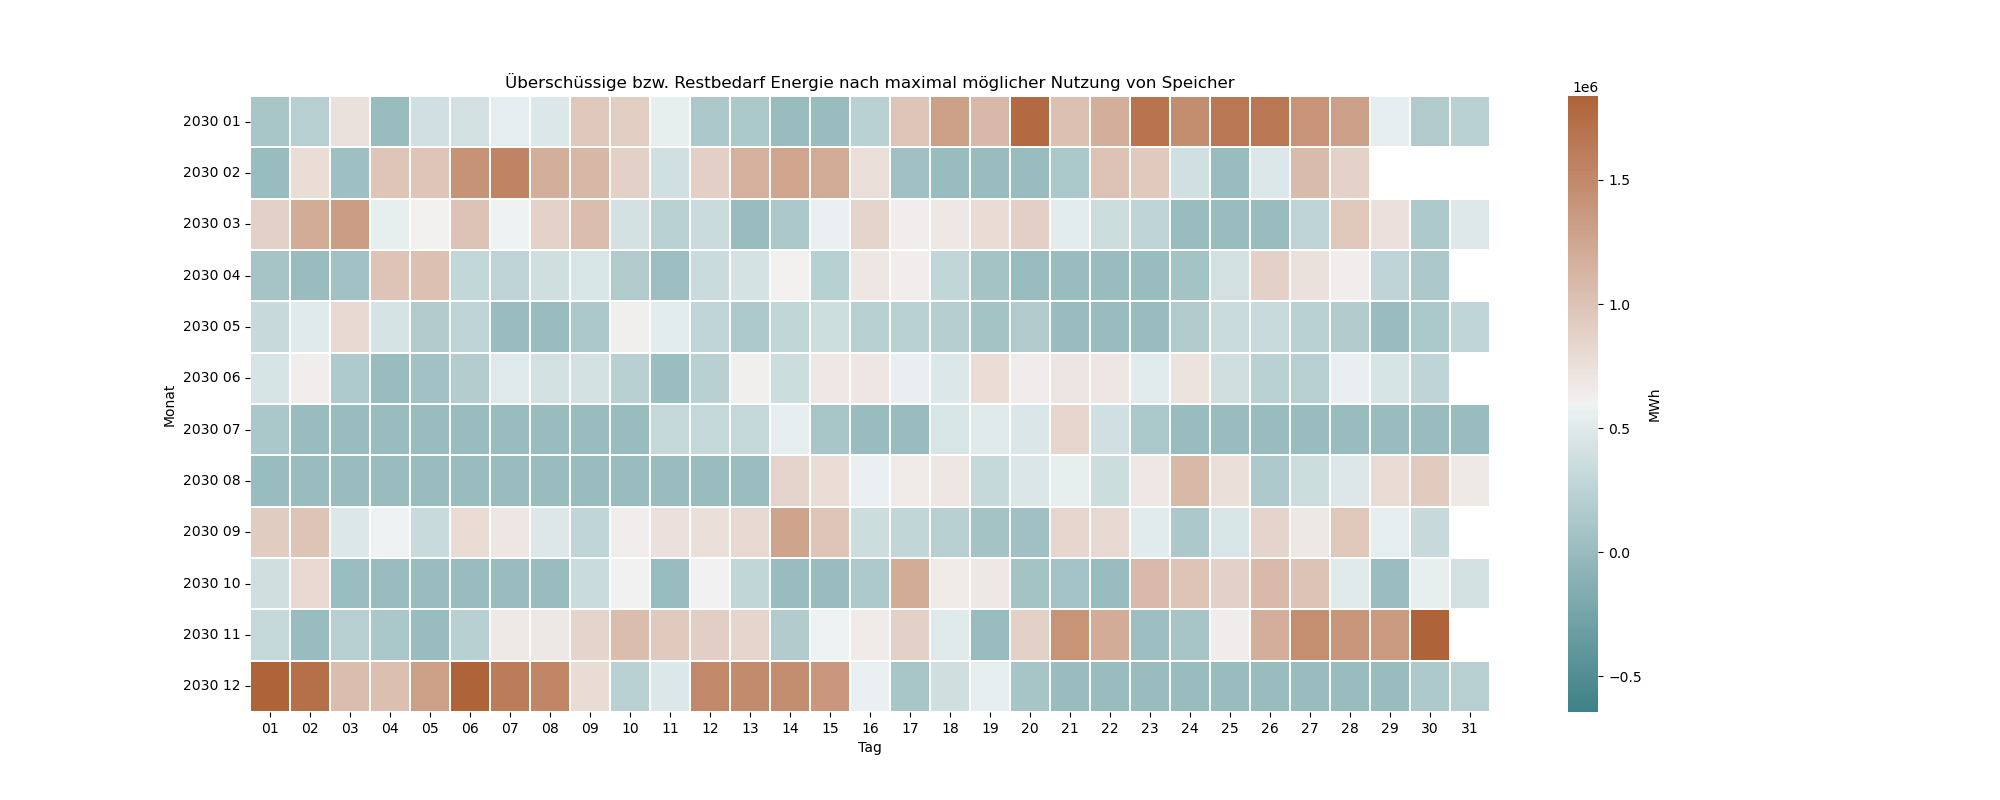 Überschüssige bzw. Restbedarf Energie nach maximal möglicher Nutzung von Speicher
1e6
2030 01
2030 02
2030 03
2030 04
2030 05
2030 06
2030 07
2030 08
2030 09
2030 10
2030 11
2030 12
Monat
01 02 03 04 05 06 07 08 09 10 11 12 13 14 15 16 17 18 19 20 21 22 23 24 25 26 27 28 29 30 31
Tag
1.5
1.0
0.5
0.0
−0.5
MWh